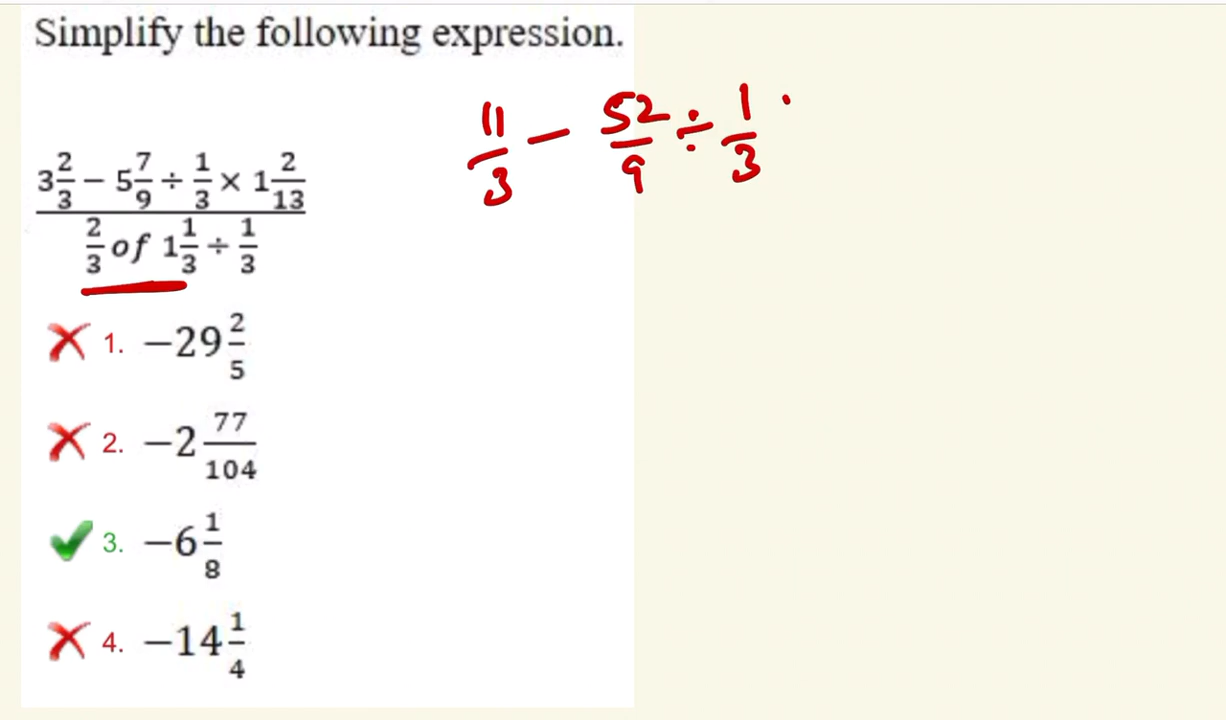 Simplify the following expression.
11/3 − 52/9 ÷ 1/3 ·
3 2/3 − 5 7/9 ÷ 1/3 × 1 2/13
2/3 of 1 1/3 ÷ 1/3
1. −29 2/5
2. −2 77/104
3. −6 1/8
4. −14 1/4